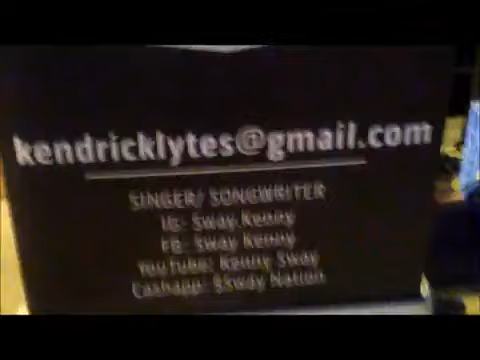 kendricklytes@gmail.com
SINGER/ SONGWRITER
IG- Sway Kenny
FB- Sway Kenny
YouTube: Kenny Sway
Cashapp: $Sway Nation